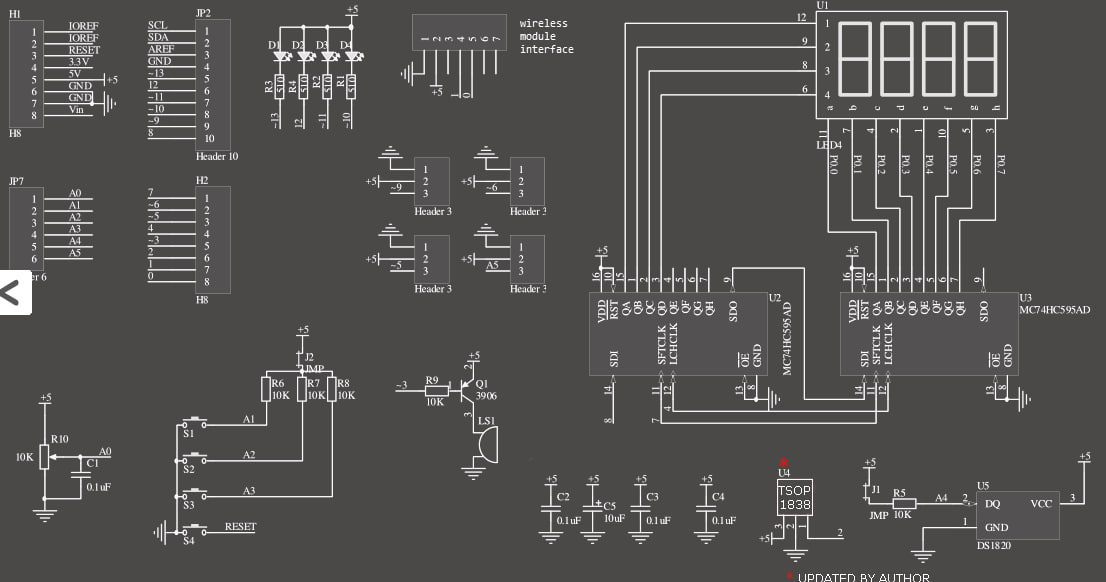 H1
1 IOREF
2 IOREF
3 RESET
4 3.3V
5 5V +5
6 GND
7 GND
8 Vin
H8
JP2
SCL 1
SDA 2
AREF 3
GND 4
~13 5
12 6
~11 7
~10 8
~9 9
8 10
Header 10
+5
D1 D2 D3 D4
R3 R4 R2 R1
510 510 510 510
~13 12 ~11 ~10
wireless
module
interface
1 2 3 4 5 6 7
+5 1 0
U1
12 1
9 2
8 3
6 4
a b c d e f g h
11 7 4 2 1 10 5 3
LED4
P0.0 P0.1 P0.2 P0.3 P0.4 P0.5 P0.6 P0.7
JP7
1 A0
2 A1
3 A2
4 A3
5 A4
6 A5
er 6
H2
7 1
~6 2
~5 3
4 4
~3 5
2 6
1 7
0 8
H8
1
+5 2
~9 3
Header 3
1
+5 2
~6 3
Header 3
1
+5 2
~5 3
Header 3
1
+5 2
A5 3
Header 3
+5
16 10 15 1 2 3 4 5 6 7 9
VDD RST QA QB QC QD QE QF QG QH SDO
U2
MC74HC595AD
SDI SFTCLK LCHCLK OE GND
14 11 12 13 8
8 7 4
+5
16 10 15 1 2 3 4 5 6 7 9
VDD RST QA QB QC QD QE QF QG QH SDO
U3
MC74HC595AD
SDI SFTCLK LCHCLK OE GND
14 11 12 13 8
+5
J2
JMP
R6 R7 R8
10K 10K 10K
A1
S1
A2
S2
A3
S3
RESET
S4
+5
R10
10K
A0
C1
0.1uF
+5
~3 R9
10K
2
1
Q1
3906
3
LS1
+5 C2 0.1uF
+5 C5 10uF
+5 C3 0.1uF
+5 C4 0.1uF
*
U4
TSOP
1838
3 2 1
+5 2
+5
J1
JMP
R5
10K
A4
U5
2 DQ VCC 3
1 GND
DS1820
+5
* UPDATED BY AUTHOR